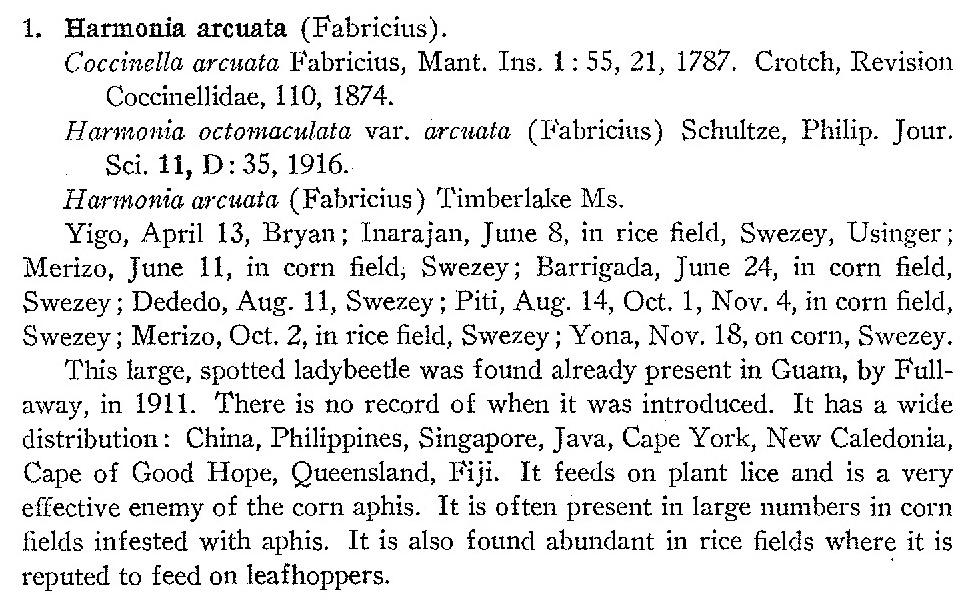 1. Harmonia arcuata (Fabricius).
Coccinella arcuata Fabricius, Mant. Ins. 1: 55, 21, 1787. Crotch, Revision
Coccinellidae, 110, 1874.
Harmonia octomaculata var. arcuata (Fabricius) Schultze, Philip. Jour.
Sci. 11, D: 35, 1916.
Harmonia arcuata (Fabricius) Timberlake Ms.
Yigo, April 13, Bryan; Inarajan, June 8, in rice field, Swezey, Usinger;
Merizo, June 11, in corn field, Swezey; Barrigada, June 24, in corn field,
Swezey; Dededo, Aug. 11, Swezey; Piti, Aug. 14, Oct. 1, Nov. 4, in corn field,
Swezey; Merizo, Oct. 2, in rice field, Swezey; Yona, Nov. 18, on corn, Swezey.
This large, spotted ladybeetle was found already present in Guam, by Full-
away, in 1911. There is no record of when it was introduced. It has a wide
distribution: China, Philippines, Singapore, Java, Cape York, New Caledonia,
Cape of Good Hope, Queensland, Fiji. It feeds on plant lice and is a very
effective enemy of the corn aphis. It is often present in large numbers in corn
fields infested with aphis. It is also found abundant in rice fields where it is
reputed to feed on leafhoppers.